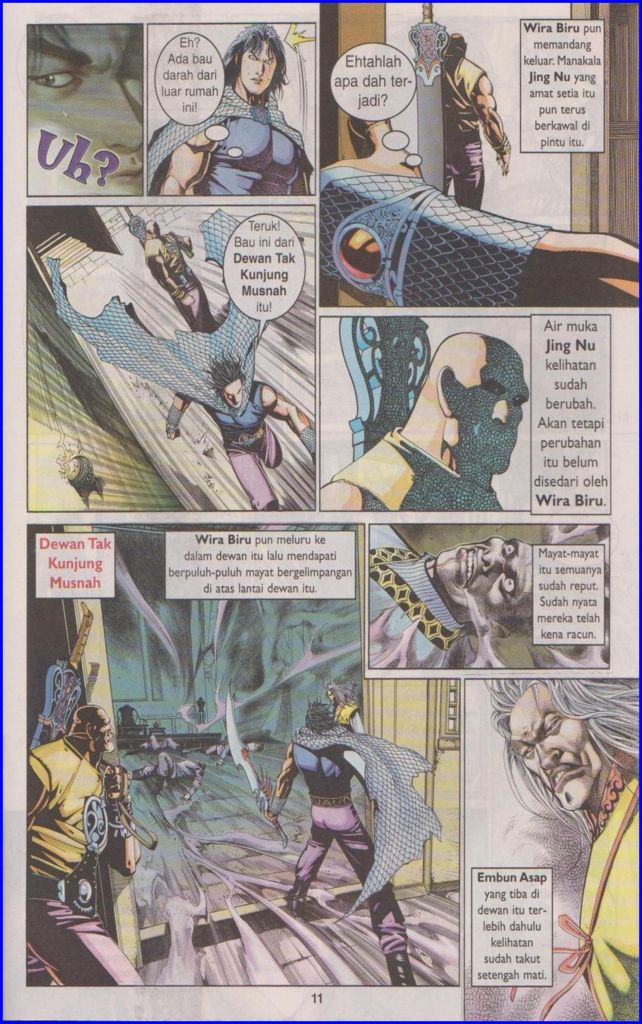 Uh?
Eh?
Ada bau
darah dari
luar rumah
ini!
Ehtahlah
apa dah ter-
jadi?
Wira Biru pun
memandang
keluar. Manakala
Jing Nu yang
amat setia itu
pun terus
berkawal di
pintu itu.
Teruk!
Bau ini dari
Dewan Tak
Kunjung
Musnah
itu!
Air muka
Jing Nu
kelihatan
sudah
berubah.
Akan tetapi
perubahan
itu belum
disedari oleh
Wira Biru.
Dewan Tak
Kunjung
Musnah
Wira Biru pun meluru ke
dalam dewan itu lalu mendapati
berpuluh-puluh mayat bergelimpangan
di atas lantai dewan itu.
Mayat-mayat
itu semuanya
sudah reput.
Sudah nyata
mereka telah
kena racun.
Embun Asap
yang tiba di
dewan itu ter-
lebih dahulu
kelihatan
sudah takut
setengah mati.
11